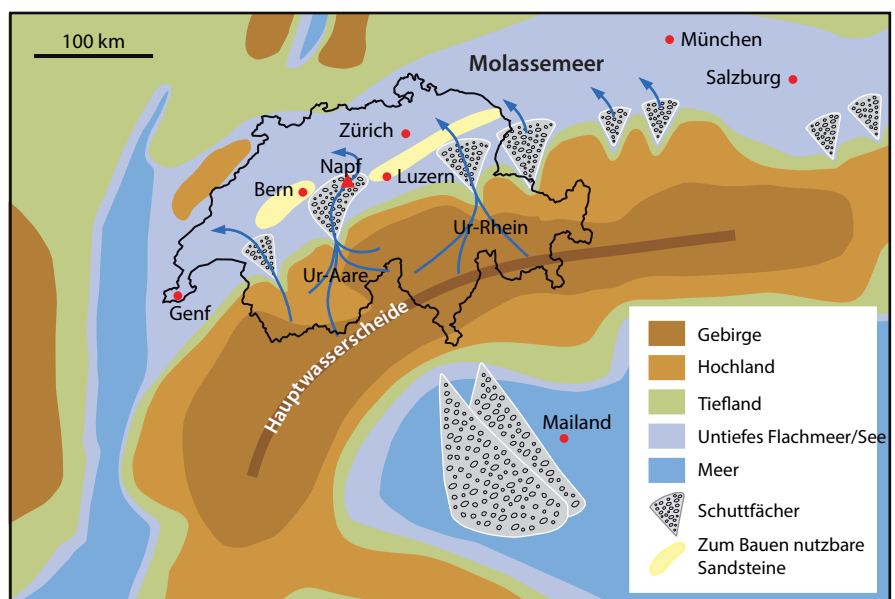 100 km
München
Molassemeer
Salzburg
Zürich
Napf
Bern
Luzern
Ur-Rhein
Ur-Aare
Genf
Hauptwasserscheide
Mailand
Gebirge
Hochland
Tiefland
Untiefes Flachmeer/See
Meer
Schuttfächer
Zum Bauen nutzbare
Sandsteine